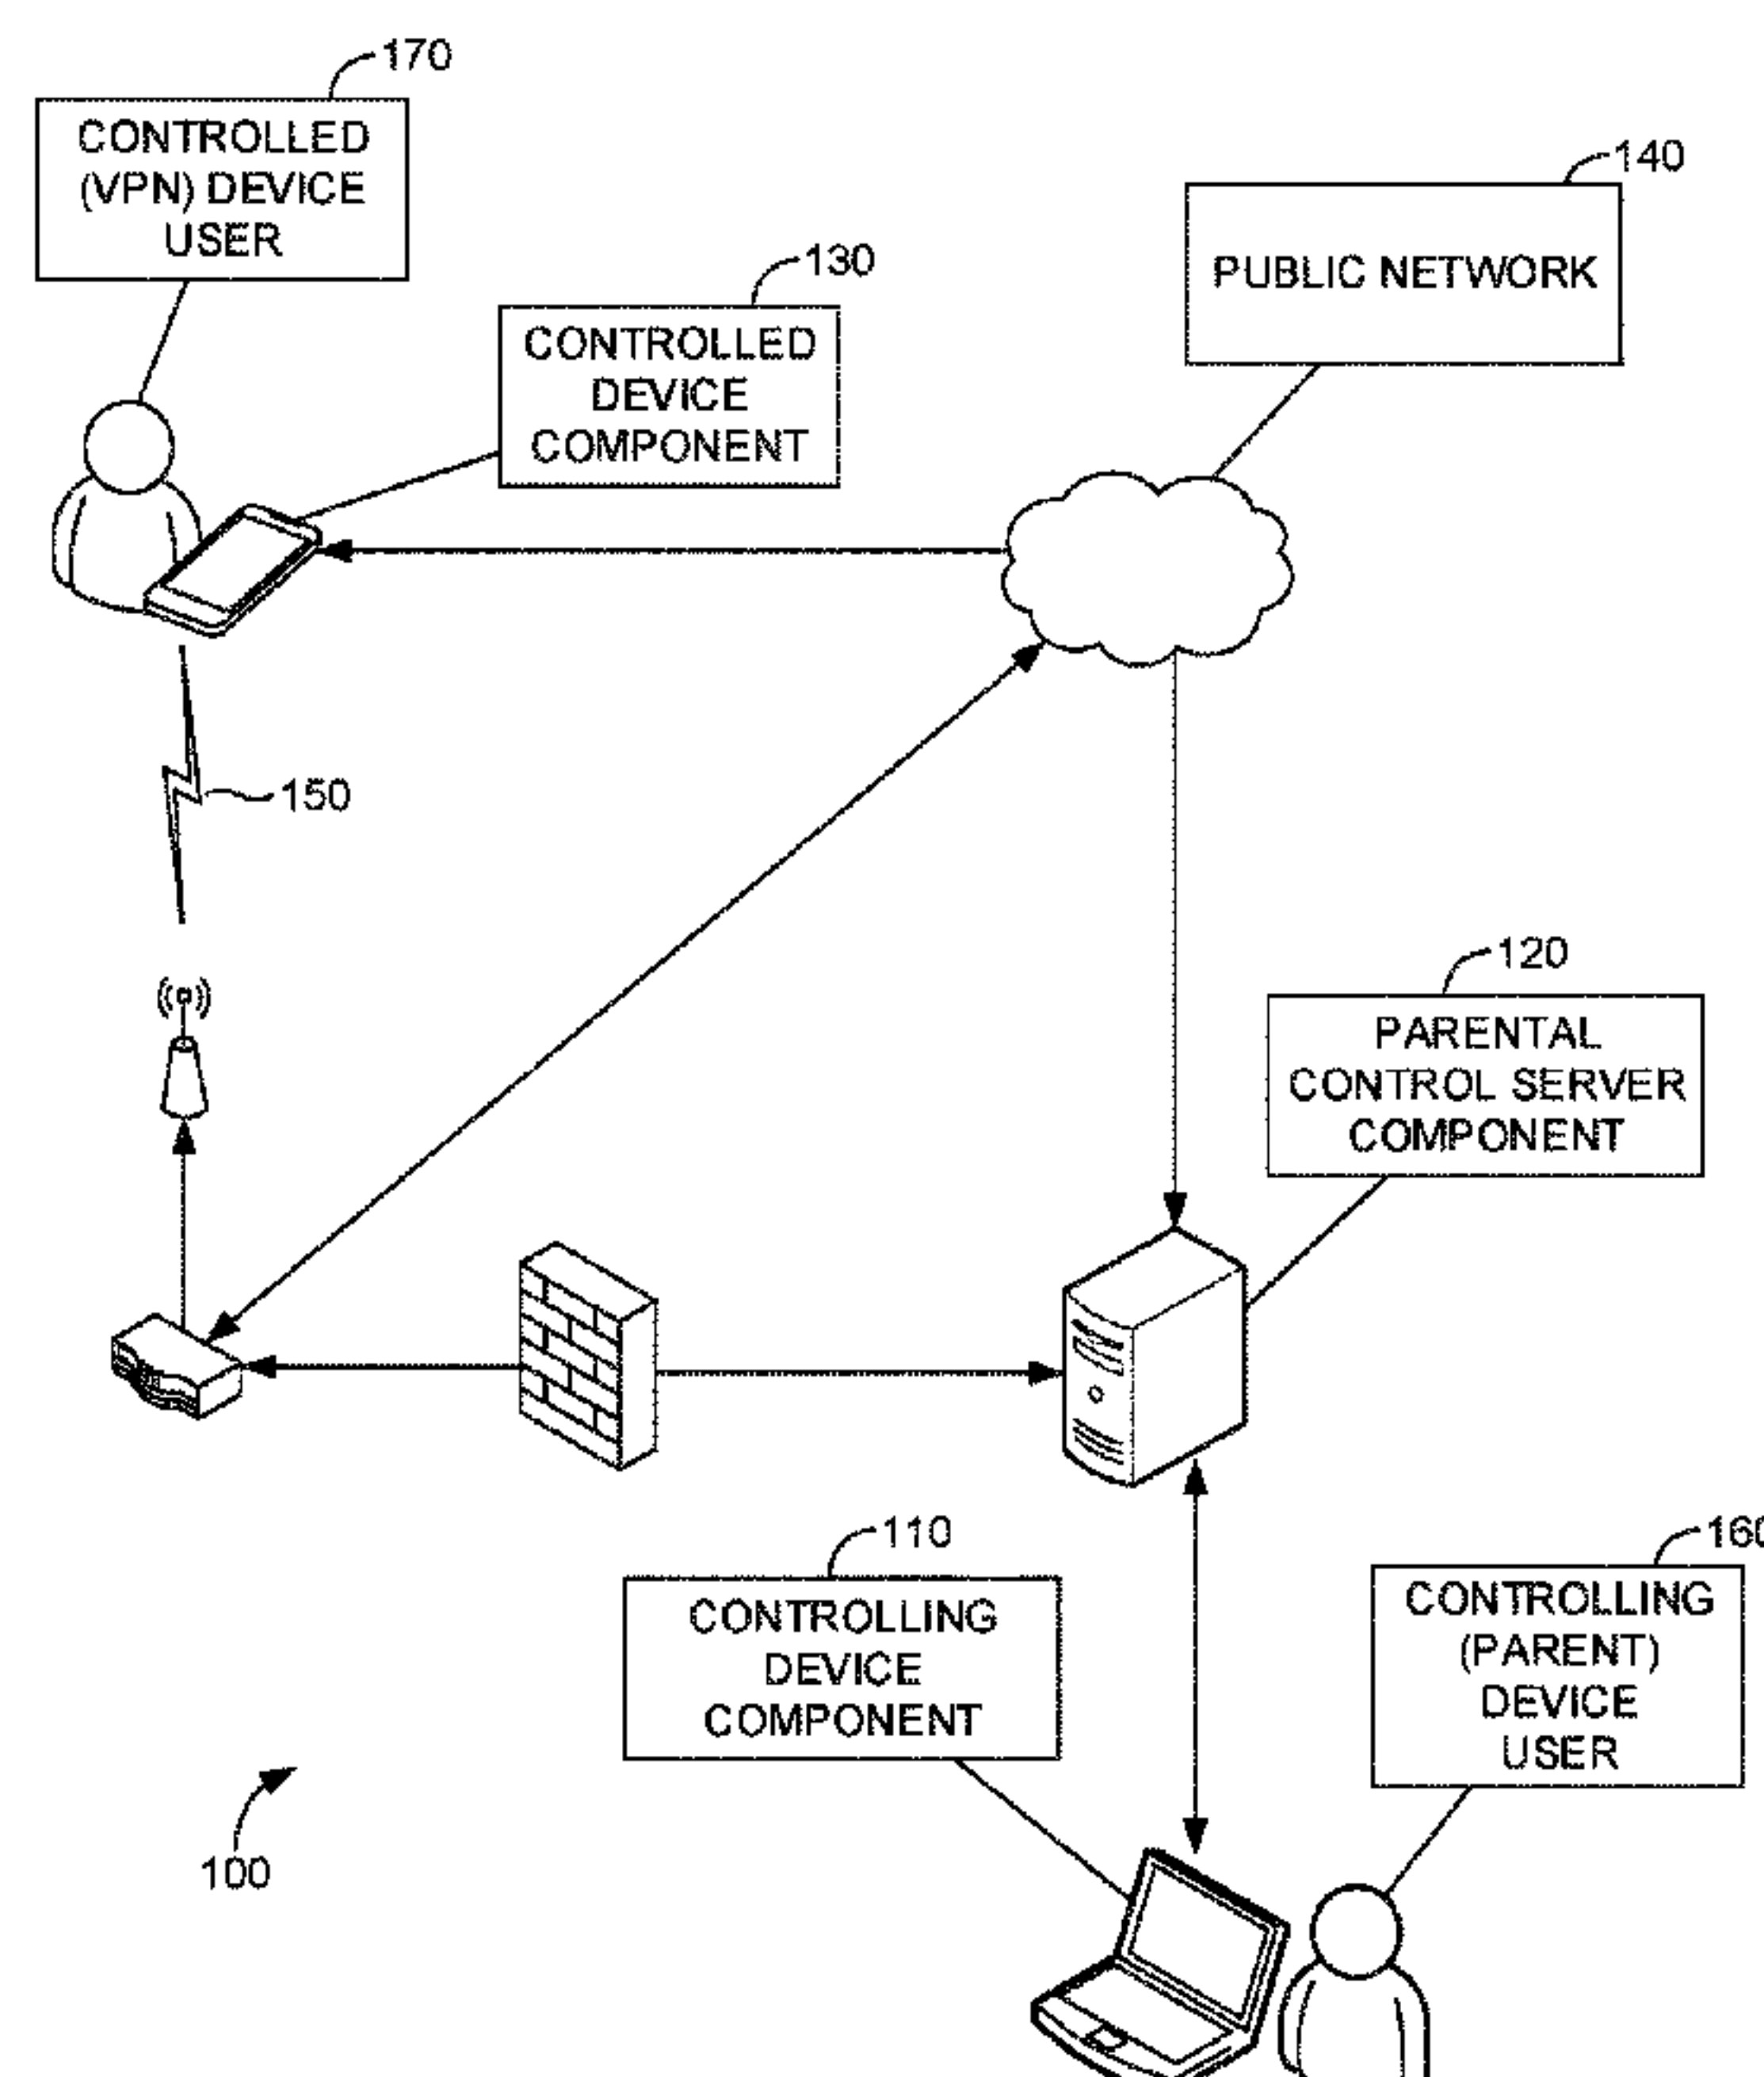 170
CONTROLLED
(VPN) DEVICE
USER
140
PUBLIC NETWORK
130
CONTROLLED
DEVICE
COMPONENT
150
120
PARENTAL
CONTROL SERVER
COMPONENT
110
CONTROLLING
DEVICE
COMPONENT
160
CONTROLLING
(PARENT)
DEVICE
USER
100